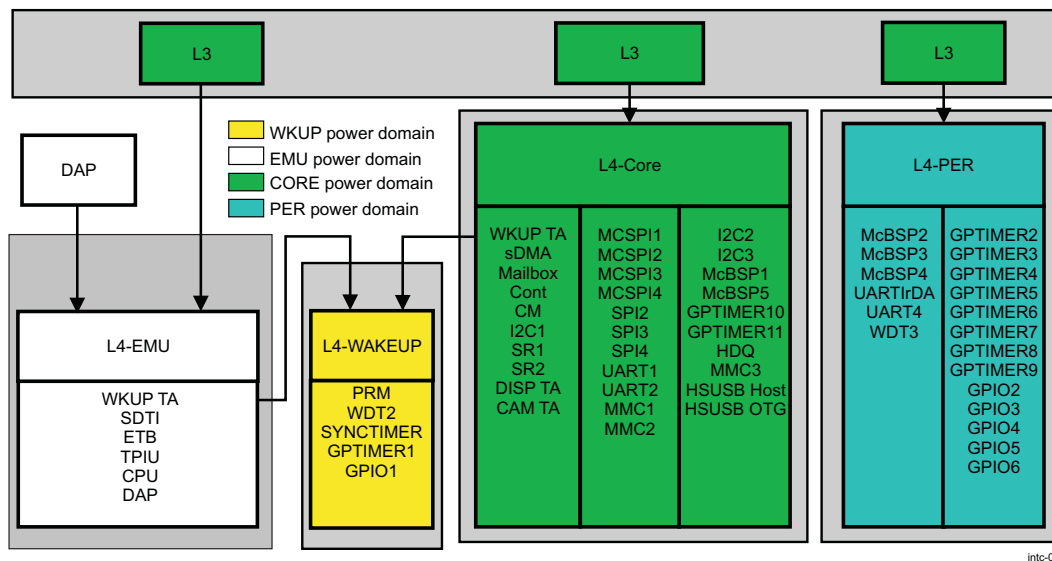 L3
L3
L3
WKUP power domain
EMU power domain
CORE power domain
PER power domain
DAP
L4-EMU
WKUP TA
SDTI
ETB
TPIU
CPU
DAP
L4-WAKEUP
PRM
WDT2
SYNCTIMER
GPTIMER1
GPIO1
L4-Core
WKUP TA
sDMA
Mailbox
Cont
CM
I2C1
SR1
SR2
DISP TA
CAM TA
MCSPI1
MCSPI2
MCSPI3
MCSPI4
SPI2
SPI3
SPI4
UART1
UART2
MMC1
MMC2
I2C2
I2C3
McBSP1
McBSP5
GPTIMER10
GPTIMER11
HDQ
MMC3
HSUSB Host
HSUSB OTG
L4-PER
McBSP2
McBSP3
McBSP4
UARTIrDA
UART4
WDT3
GPTIMER2
GPTIMER3
GPTIMER4
GPTIMER5
GPTIMER6
GPTIMER7
GPTIMER8
GPTIMER9
GPIO2
GPIO3
GPIO4
GPIO5
GPIO6